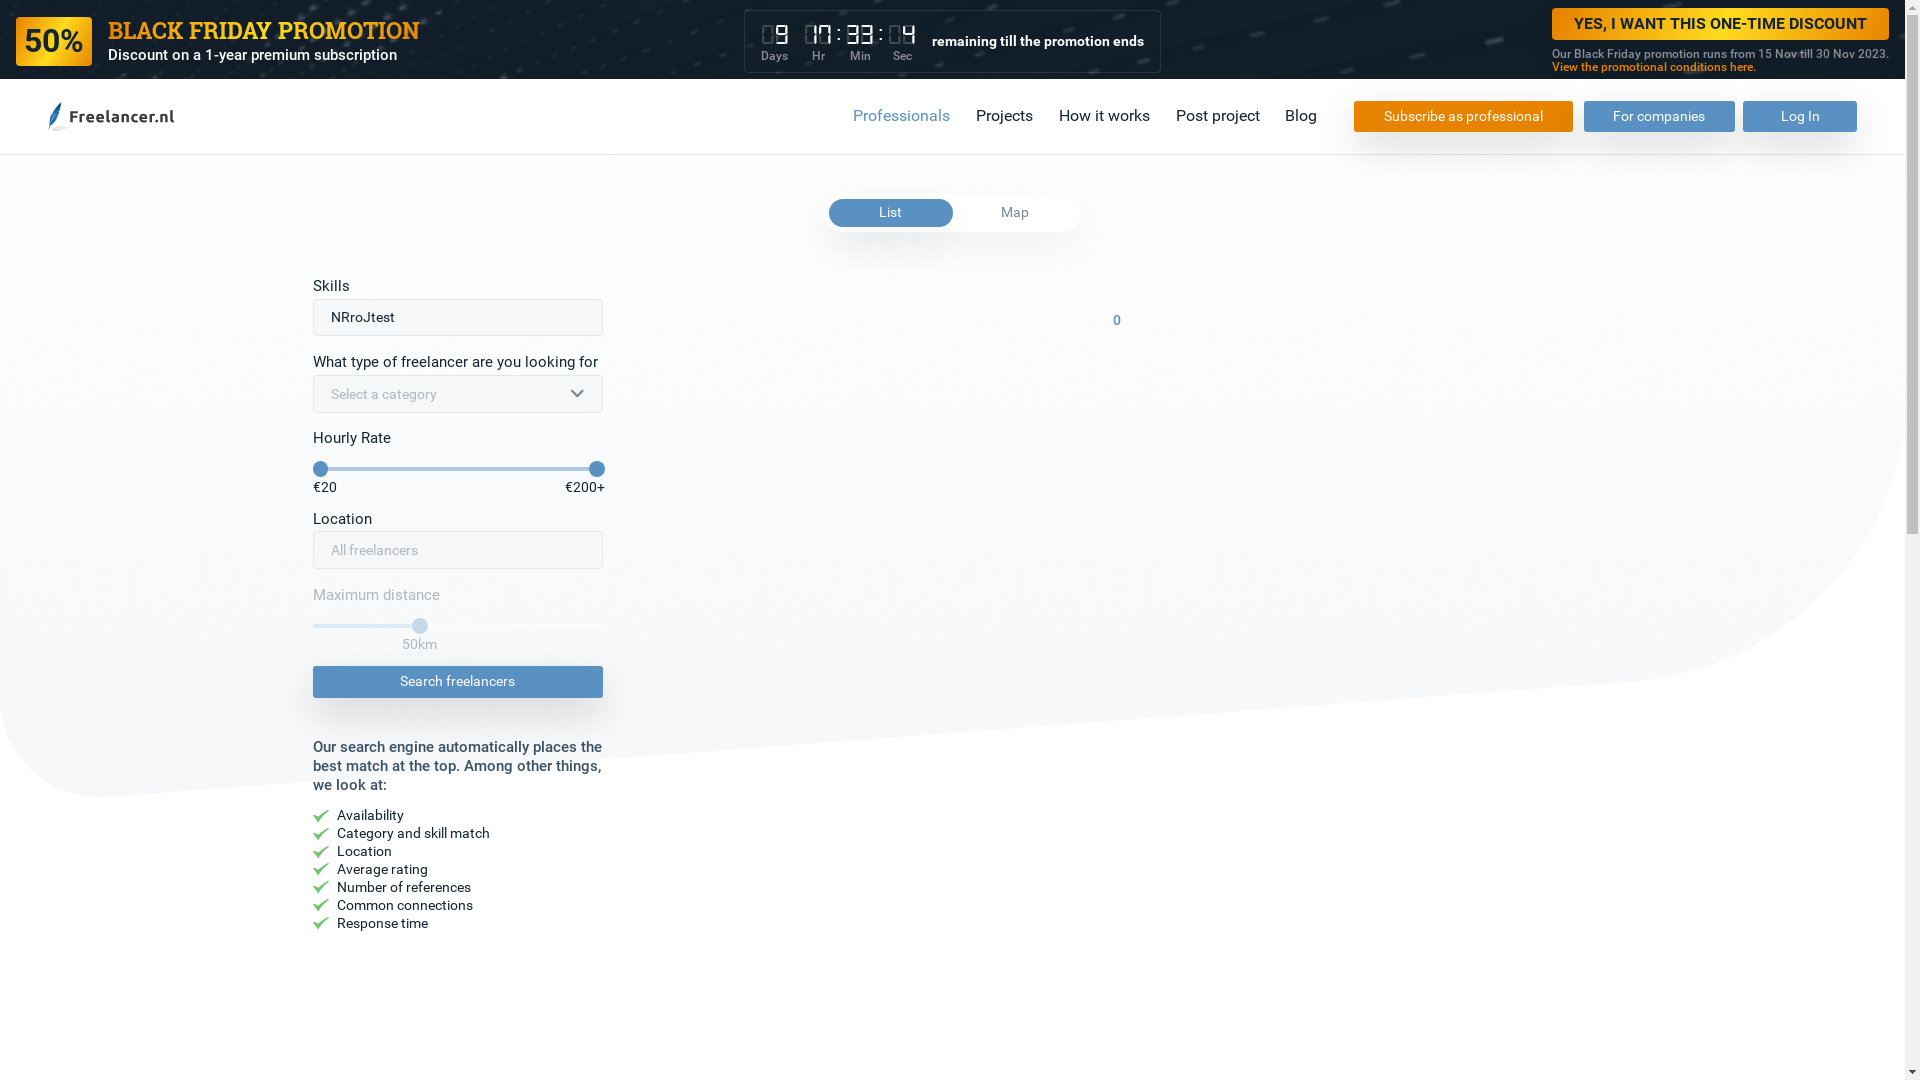 50%
BLACK FRIDAY PROMOTION
Discount on a 1-year premium subscription
9 17 : 33 : 4
Days Hr Min Sec
remaining till the promotion ends
YES, I WANT THIS ONE-TIME DISCOUNT
Our Black Friday promotion runs from 15 Nov till 30 Nov 2023.
View the promotional conditions here.
Freelancer.nl
Professionals
Projects
How it works
Post project
Blog
Subscribe as professional
For companies
Log In
List
Map
Skills
NRroJtest
0
What type of freelancer are you looking for
Select a category
Hourly Rate
€20 €200+
Location
All freelancers
Maximum distance
50km
Search freelancers
Our search engine automatically places the
best match at the top. Among other things,
we look at:
Availability
Category and skill match
Location
Average rating
Number of references
Common connections
Response time